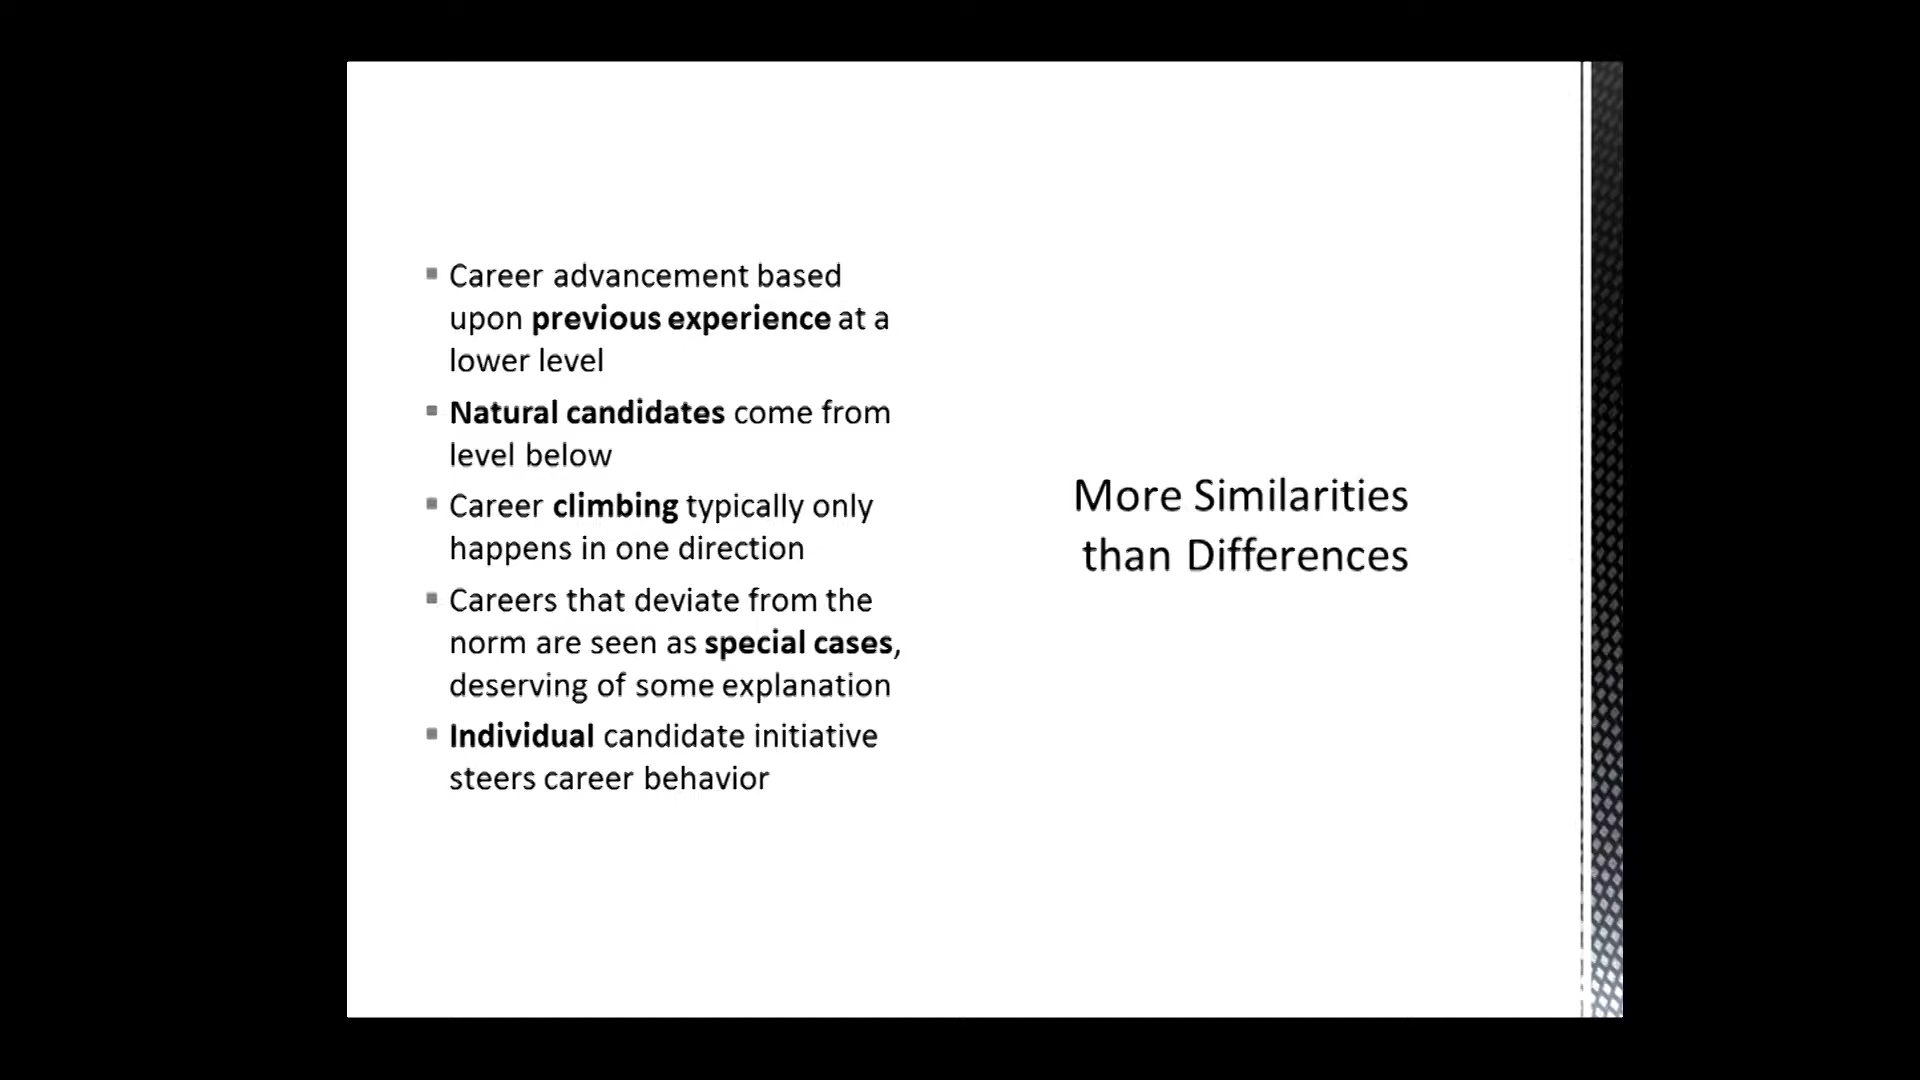 Career advancement based
upon previous experience at a
lower level
Natural candidates come from
level below
Career climbing typically only
happens in one direction
Careers that deviate from the
norm are seen as special cases,
deserving of some explanation
Individual candidate initiative
steers career behavior
More Similarities
than Differences